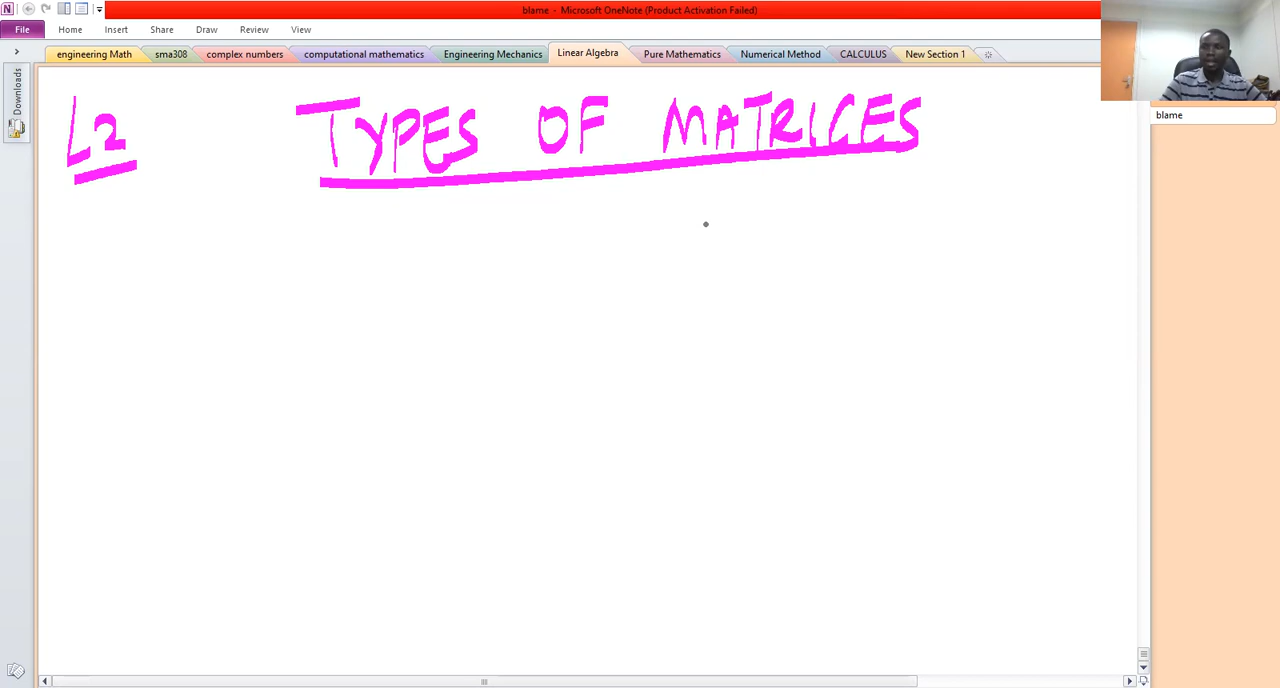 blame - Microsoft OneNote (Product Activation Failed)
File Home Insert Share Draw Review View
engineering Math sma308 complex numbers computational mathematics Engineering Mechanics Linear Algebra Pure Mathematics Numerical Method CALCULUS New Section 1
Downloads
blame
L2 TYPES OF MATRICES